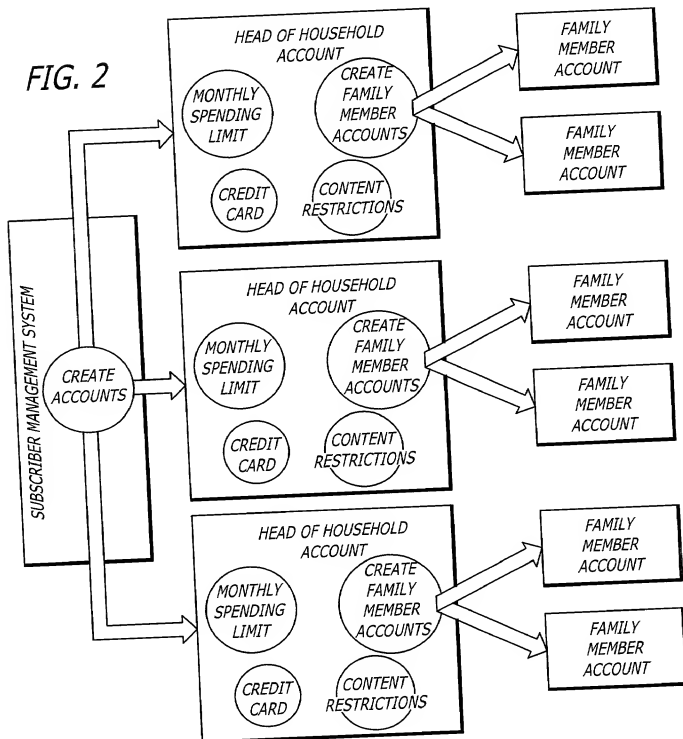 FIG. 2
SUBSCRIBER MANAGEMENT SYSTEM
CREATE
ACCOUNTS
HEAD OF HOUSEHOLD
ACCOUNT
MONTHLY
SPENDING
LIMIT
CREATE
FAMILY
MEMBER
ACCOUNTS
CREDIT
CARD
CONTENT
RESTRICTIONS
FAMILY
MEMBER
ACCOUNT
FAMILY
MEMBER
ACCOUNT
HEAD OF HOUSEHOLD
ACCOUNT
MONTHLY
SPENDING
LIMIT
CREATE
FAMILY
MEMBER
ACCOUNTS
CREDIT
CARD
CONTENT
RESTRICTIONS
FAMILY
MEMBER
ACCOUNT
FAMILY
MEMBER
ACCOUNT
HEAD OF HOUSEHOLD
ACCOUNT
MONTHLY
SPENDING
LIMIT
CREATE
FAMILY
MEMBER
ACCOUNTS
CREDIT
CARD
CONTENT
RESTRICTIONS
FAMILY
MEMBER
ACCOUNT
FAMILY
MEMBER
ACCOUNT